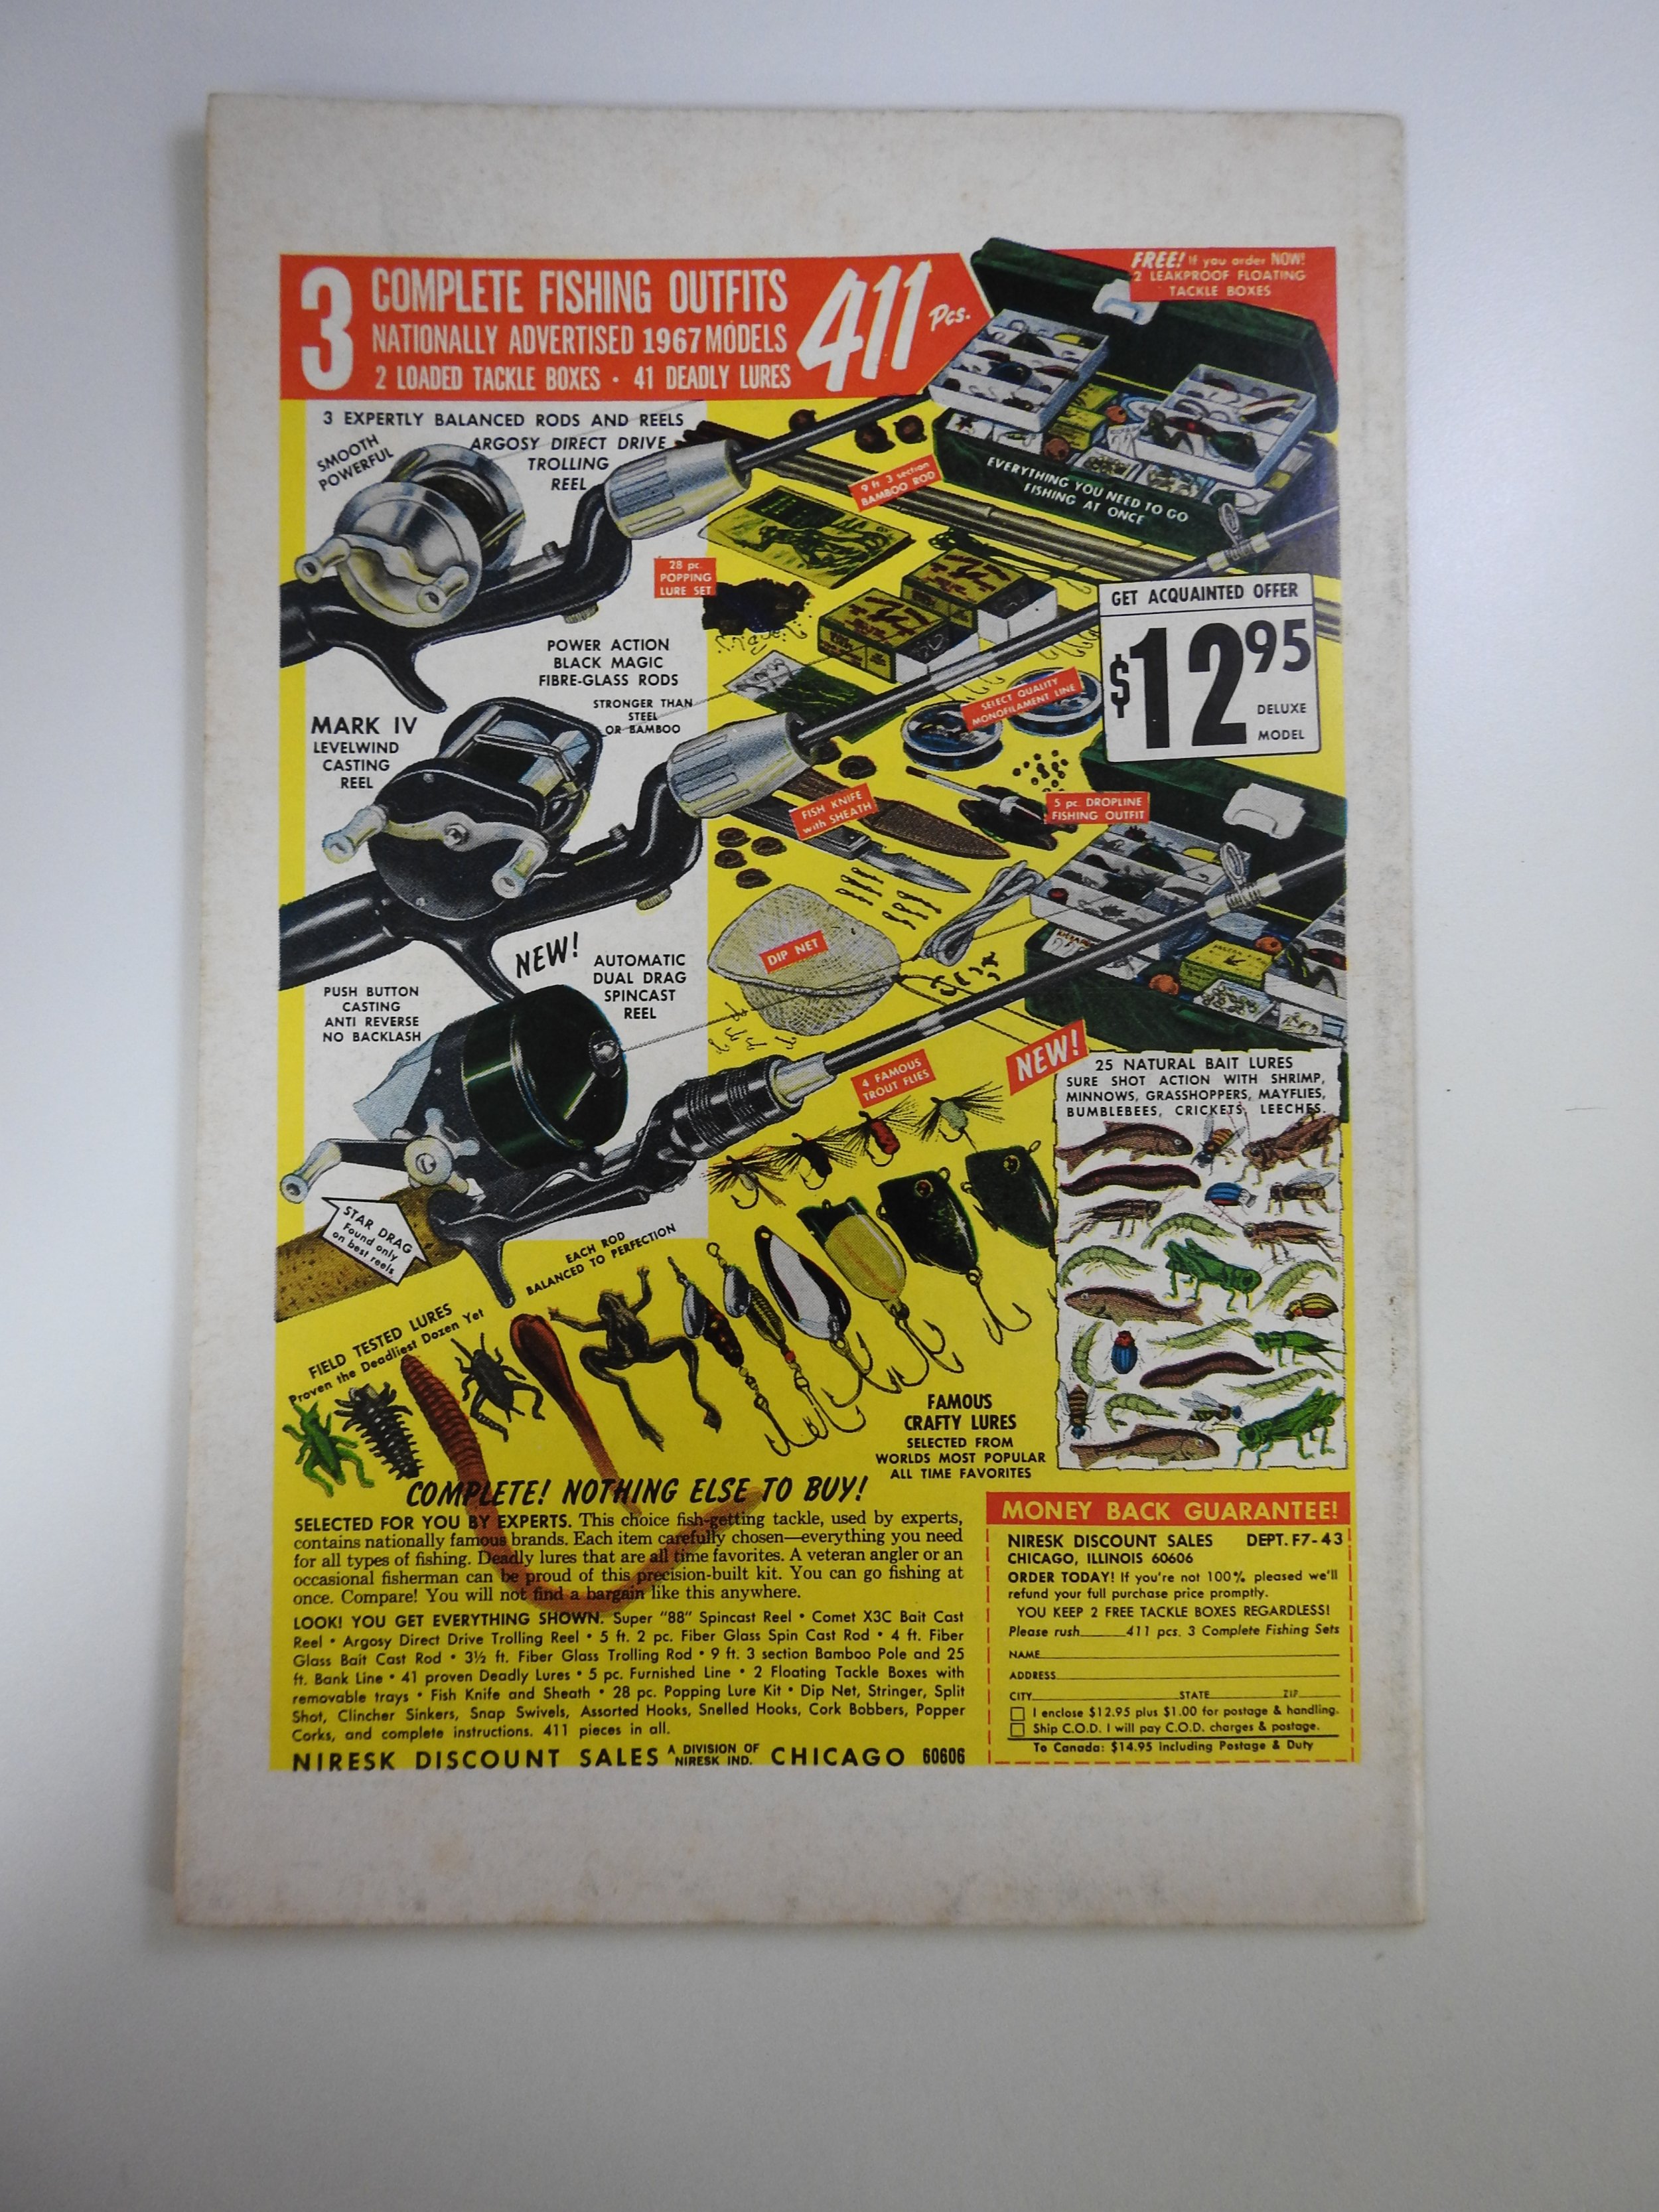 3
COMPLETE FISHING OUTFITS
NATIONALLY ADVERTISED 1967 MODELS
2 LOADED TACKLE BOXES • 41 DEADLY LURES
411 Pcs.
FREE! If you order NOW!
2 LEAKPROOF FLOATING
TACKLE BOXES
3 EXPERTLY BALANCED RODS AND REELS
SMOOTH
POWERFUL
ARGOSY DIRECT DRIVE
TROLLING
REEL
9 ft 3 section
BAMBOO ROD
EVERYTHING YOU NEED TO GO
FISHING AT ONCE
28 pc.
POPPING
LURE SET
GET ACQUAINTED OFFER
$12.95
DELUXE
MODEL
POWER ACTION
BLACK MAGIC
FIBRE-GLASS RODS
STRONGER THAN
STEEL
OR BAMBOO
SELECT QUALITY
MONOFILAMENT LINE
MARK IV
LEVELWIND
CASTING
REEL
FISH KNIFE
with SHEATH
5 pc. DROPLINE
FISHING OUTFIT
DIP NET
NEW!
AUTOMATIC
DUAL DRAG
SPINCAST
REEL
PUSH BUTTON
CASTING
ANTI REVERSE
NO BACKLASH
4 FAMOUS
TROUT FLIES
NEW!
25 NATURAL BAIT LURES
SURE SHOT ACTION WITH SHRIMP,
MINNOWS, GRASSHOPPERS, MAYFLIES,
BUMBLEBEES, CRICKETS, LEECHES.
STAR DRAG
Found only
on best reels
EACH ROD
BALANCED TO PERFECTION
FIELD TESTED LURES
Proven the Deadliest Dozen Yet
FAMOUS
CRAFTY LURES
SELECTED FROM
WORLDS MOST POPULAR
ALL TIME FAVORITES
COMPLETE! NOTHING ELSE TO BUY!
SELECTED FOR YOU BY EXPERTS. This choice fish-getting tackle, used by experts,
contains nationally famous brands. Each item carefully chosen—everything you need
for all types of fishing. Deadly lures that are all time favorites. A veteran angler or an
occasional fisherman can be proud of this precision-built kit. You can go fishing at
once. Compare! You will not find a bargain like this anywhere.
LOOK! YOU GET EVERYTHING SHOWN. Super "88" Spincast Reel • Comet X3C Bait Cast
Reel • Argosy Direct Drive Trolling Reel • 5 ft. 2 pc. Fiber Glass Spin Cast Rod • 4 ft. Fiber
Glass Bait Cast Rod • 3½ ft. Fiber Glass Trolling Rod • 9 ft. 3 section Bamboo Pole and 25
ft. Bank Line • 41 proven Deadly Lures • 5 pc. Furnished Line • 2 Floating Tackle Boxes with
removable trays • Fish Knife and Sheath • 28 pc. Popping Lure Kit • Dip Net, Stringer, Split
Shot, Clincher Sinkers, Snap Swivels, Assorted Hooks, Snelled Hooks, Cork Bobbers, Popper
Corks, and complete instructions. 411 pieces in all.
NIRESK DISCOUNT SALES A DIVISION OF NIRESK IND. CHICAGO 60606
MONEY BACK GUARANTEE!
NIRESK DISCOUNT SALES DEPT. F7-43
CHICAGO, ILLINOIS 60606
ORDER TODAY! If you're not 100% pleased we'll
refund your full purchase price promptly.
YOU KEEP 2 FREE TACKLE BOXES REGARDLESS!
Please rush______411 pcs. 3 Complete Fishing Sets
NAME
ADDRESS
CITY STATE ZIP
I enclose $12.95 plus $1.00 for postage & handling.
Ship C.O.D. I will pay C.O.D. charges & postage.
To Canada: $14.95 including Postage & Duty